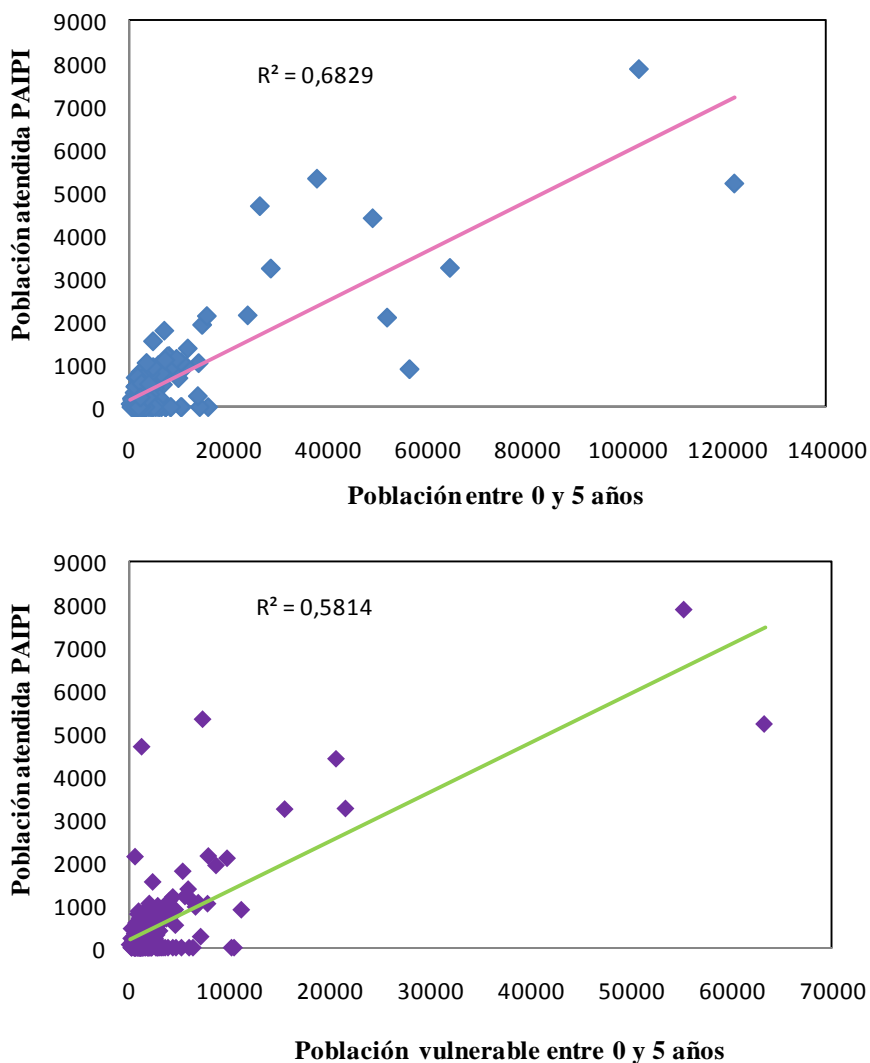 9000
8000
7000
6000
5000
4000
3000
2000
1000
0
Población atendida PAIPI
R² = 0,6829
0 20000 40000 60000 80000 100000 120000 140000
Población entre 0 y 5 años
9000
8000
7000
6000
5000
4000
3000
2000
1000
0
Población atendida PAIPI
R² = 0,5814
0 10000 20000 30000 40000 50000 60000 70000
Población vulnerable entre 0 y 5 años